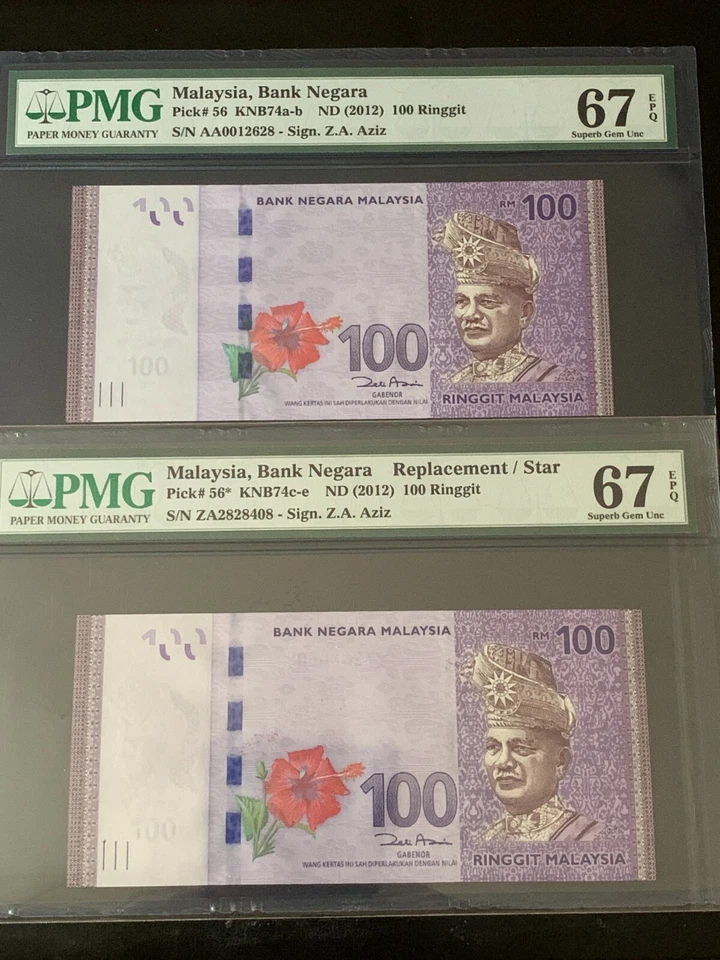 PMG
PAPER MONEY GUARANTY
Malaysia, Bank Negara
Pick# 56 KNB74a-b ND (2012) 100 Ringgit
S/N AA0012628 - Sign. Z.A. Aziz
67
EPQ
Superb Gem Unc
100
BANK NEGARA MALAYSIA
RM 100
100
100
GABENOR
WANG KERTAS INI SAH DIPERLAKUKAN DENGAN NILAI
RINGGIT MALAYSIA
PMG
PAPER MONEY GUARANTY
Malaysia, Bank Negara Replacement / Star
Pick# 56* KNB74c-e ND (2012) 100 Ringgit
S/N ZA2828408 - Sign. Z.A. Aziz
67
EPQ
Superb Gem Unc
BANK NEGARA MALAYSIA
RM 100
100
100
GABENOR
WANG KERTAS INI SAH DIPERLAKUKAN DENGAN NILAI
RINGGIT MALAYSIA